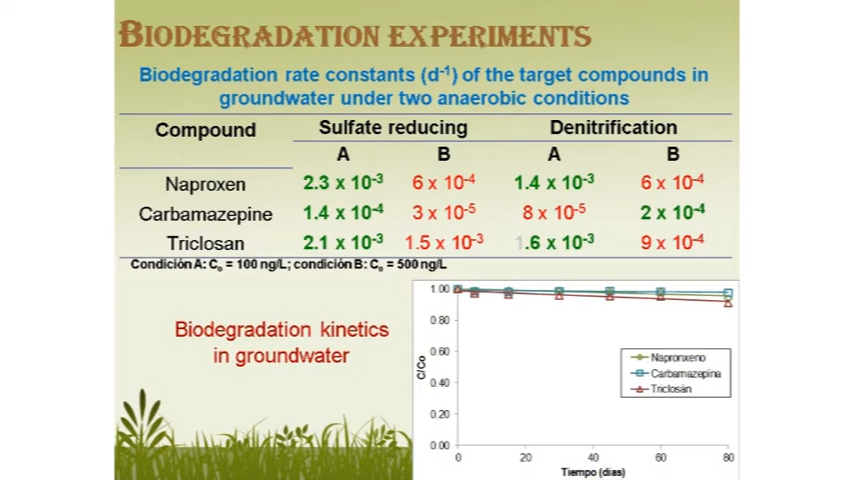 BIODEGRADATION EXPERIMENTS
Biodegradation rate constants (d-1) of the target compounds in
groundwater under two anaerobic conditions
Compound Sulfate reducing Denitrification
A B A B
Naproxen 2.3 x 10-3 6 x 10-4 1.4 x 10-3 6 x 10-4
Carbamazepine 1.4 x 10-4 3 x 10-5 8 x 10-5 2 x 10-4
Triclosan 2.1 x 10-3 1.5 x 10-3 1.6 x 10-3 9 x 10-4
Condición A: Co = 100 ng/L; condición B: Co = 500 ng/L
Biodegradation kinetics
in groundwater
C/Co
1.00
0.80
0.60
0.40
0.20
0.00
0 20 40 60 80
Tiempo (días)
Napronxeno
Carbamazepina
Triclosán